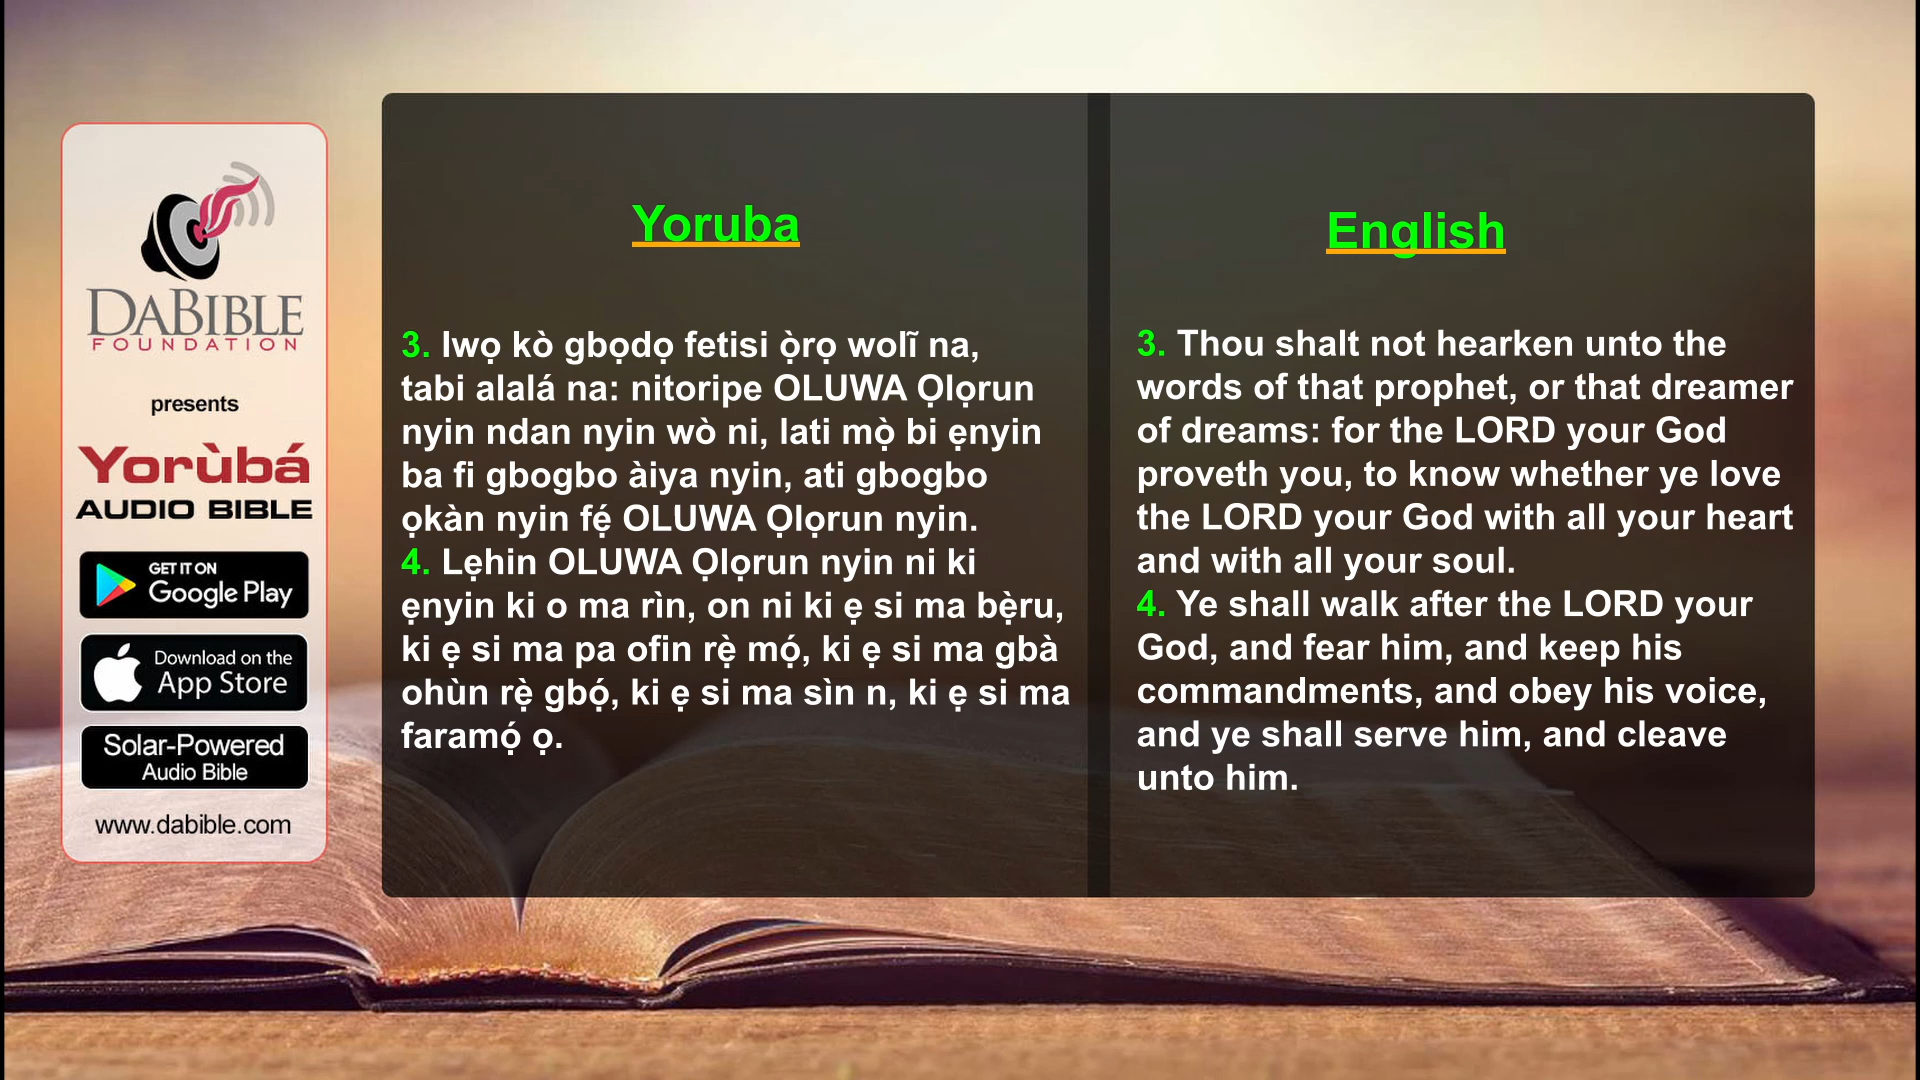 DABIBLE
FOUNDATION
presents
Yorùbá
AUDIO BIBLE
GET IT ON
Google Play
Download on the
App Store
Solar-Powered
Audio Bible
www.dabible.com
Yoruba
3. Iwọ kò gbọdọ fetisi ọ̀rọ wolĩ na,
tabi alalá na: nitoripe OLUWA Ọlọrun
nyin ndan nyin wò ni, lati mọ̀ bi ẹnyin
ba fi gbogbo àiya nyin, ati gbogbo
ọkàn nyin fẹ́ OLUWA Ọlọrun nyin.
4. Lẹhin OLUWA Ọlọrun nyin ni ki
ẹnyin ki o ma rìn, on ni ki ẹ si ma bẹ̀ru,
ki ẹ si ma pa ofin rẹ̀ mọ́, ki ẹ si ma gbà
ohùn rẹ̀ gbọ́, ki ẹ si ma sìn n, ki ẹ si ma
faramọ́ ọ.
English
3. Thou shalt not hearken unto the
words of that prophet, or that dreamer
of dreams: for the LORD your God
proveth you, to know whether ye love
the LORD your God with all your heart
and with all your soul.
4. Ye shall walk after the LORD your
God, and fear him, and keep his
commandments, and obey his voice,
and ye shall serve him, and cleave
unto him.